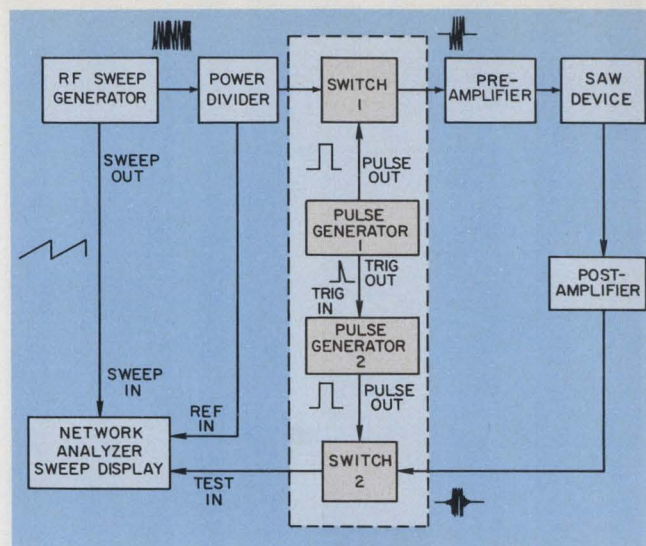 RF SWEEP
GENERATOR
POWER
DIVIDER
SWITCH
1
PRE-
AMPLIFIER
SAW
DEVICE
SWEEP
OUT
PULSE
OUT
PULSE
GENERATOR
1
TRIG
OUT
TRIG
IN
POST-
AMPLIFIER
PULSE
GENERATOR
2
SWEEP
IN
REF
IN
PULSE
OUT
NETWORK
ANALYZER
SWEEP DISPLAY
TEST
IN
SWITCH
2